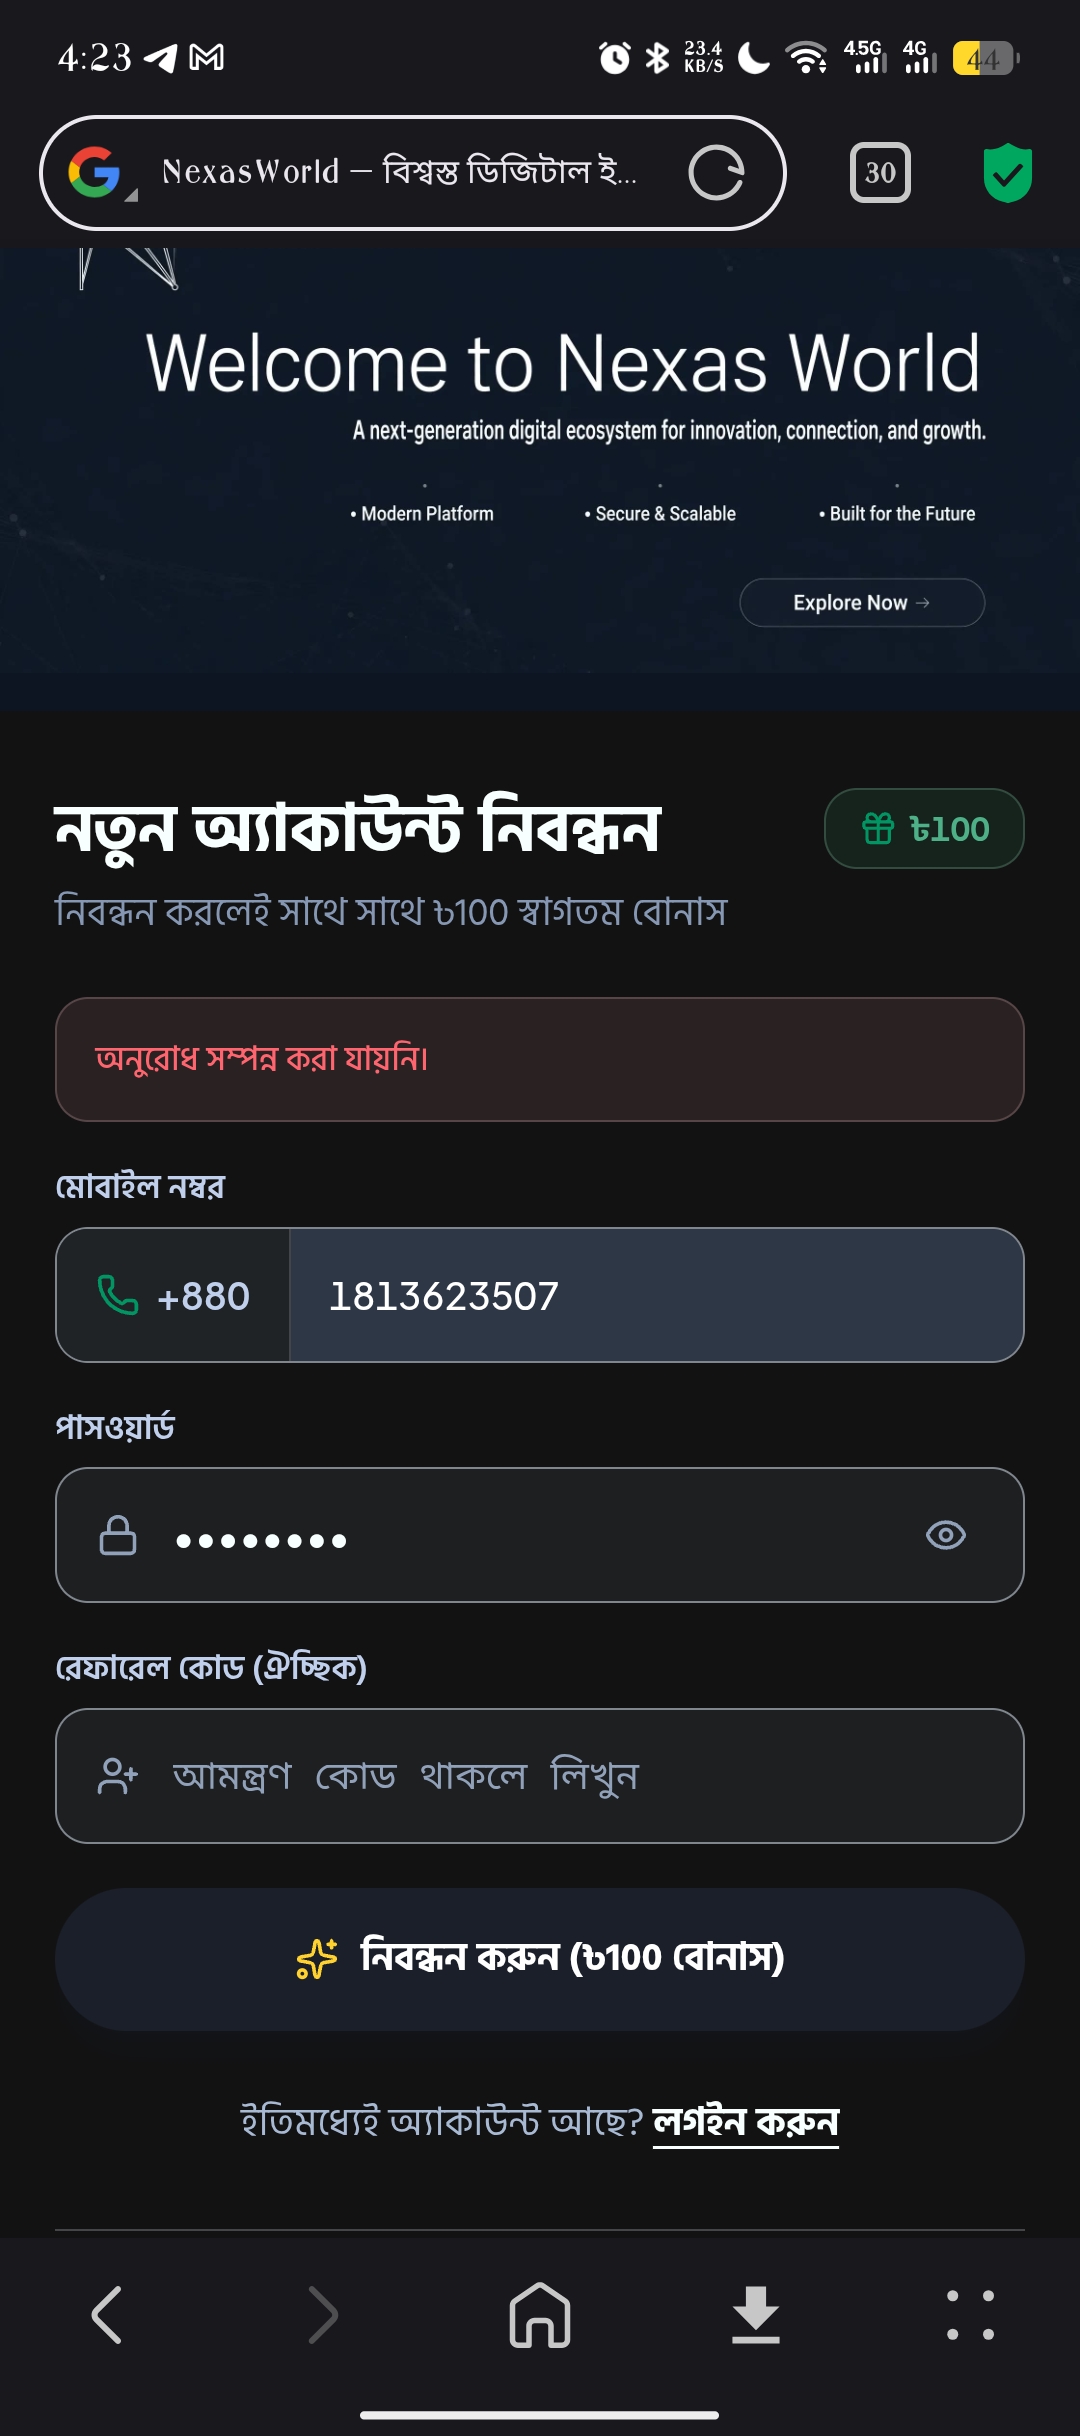 4:23
23.4 KB/S
4.5G
4G
44
NexasWorld — বিশ্বস্ত ডিজিটাল ই...
30
Welcome to Nexas World
A next-generation digital ecosystem for innovation, connection, and growth.
• Modern Platform • Secure & Scalable • Built for the Future
Explore Now →
নতুন অ্যাকাউন্ট নিবন্ধন
৳100
নিবন্ধন করলেই সাথে সাথে ৳100 স্বাগতম বোনাস
অনুরোধ সম্পন্ন করা যায়নি।
মোবাইল নম্বর
+880 1813623507
পাসওয়ার্ড
••••••••
রেফারেল কোড (ঐচ্ছিক)
আমন্ত্রণ কোড থাকলে লিখুন
নিবন্ধন করুন (৳100 বোনাস)
ইতিমধ্যেই অ্যাকাউন্ট আছে? লগইন করুন